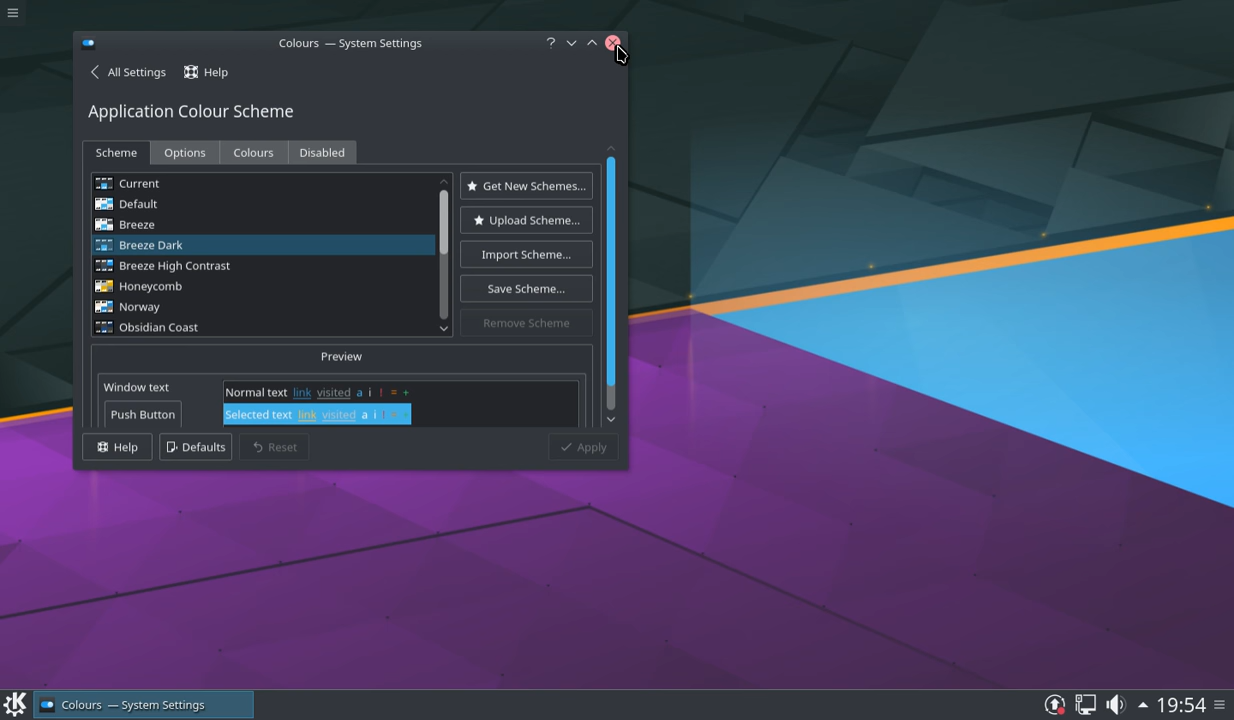 Colours — System Settings
?
All Settings Help
Application Colour Scheme
Scheme Options Colours Disabled
Current
Default
Breeze
Breeze Dark
Breeze High Contrast
Honeycomb
Norway
Obsidian Coast
Get New Schemes...
Upload Scheme...
Import Scheme...
Save Scheme...
Remove Scheme
Preview
Window text
Push Button
Normal text link visited a i ! = +
Selected text link visited a i ! = +
Help Defaults Reset Apply
Colours — System Settings
19:54